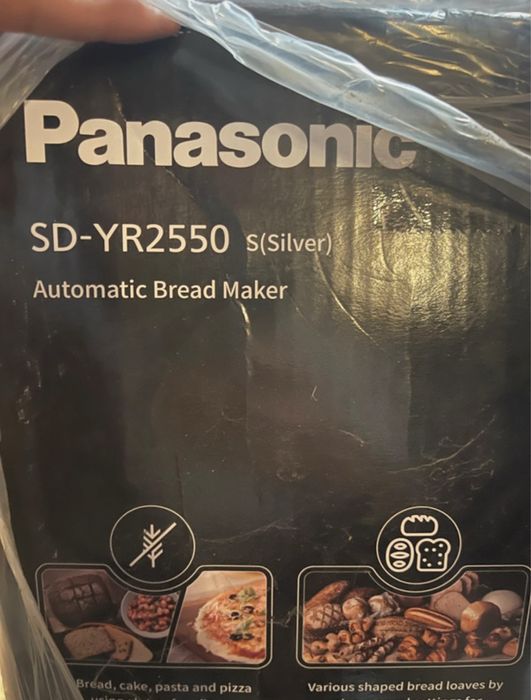 Panasonic
SD-YR2550 S(Silver)
Automatic Bread Maker
Bread, cake, pasta and pizza
Various shaped bread loaves by